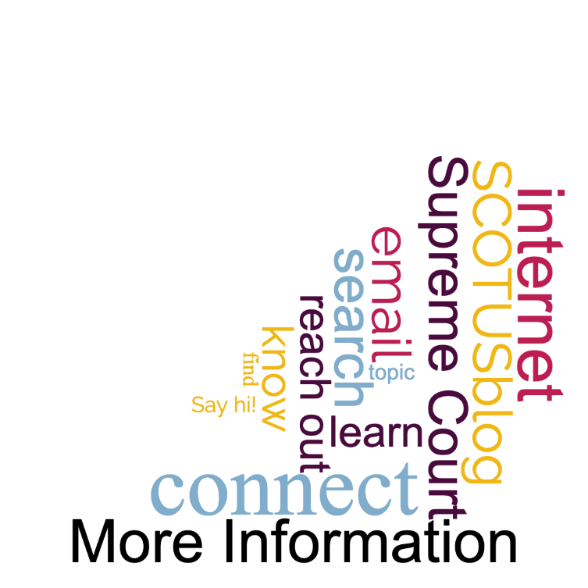 internet
SCOTUSblog
Supreme Court
email
search
topic
reach out
know
find
Say hi!
learn
connect
More Information